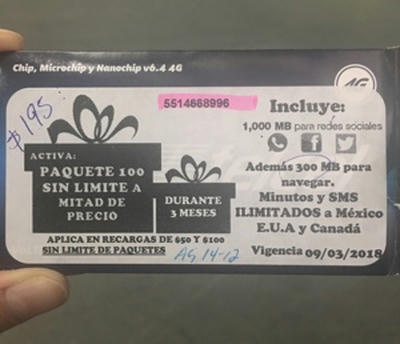 Chip, Microchip y Nanochip v6.4 4G
4G
$195
5514668996
Incluye:
1,000 MB para redes sociales
ACTIVA:
PAQUETE 100
SIN LIMITE A
MITAD DE
PRECIO
DURANTE
3 MESES
Además 300 MB para
navegar.
Minutos y SMS
ILIMITADOS a México
E.U.A y Canadá
APLICA EN RECARGAS DE $50 Y $100
SIN LIMITE DE PAQUETES
AG 14-12
Vigencia 09/03/2018